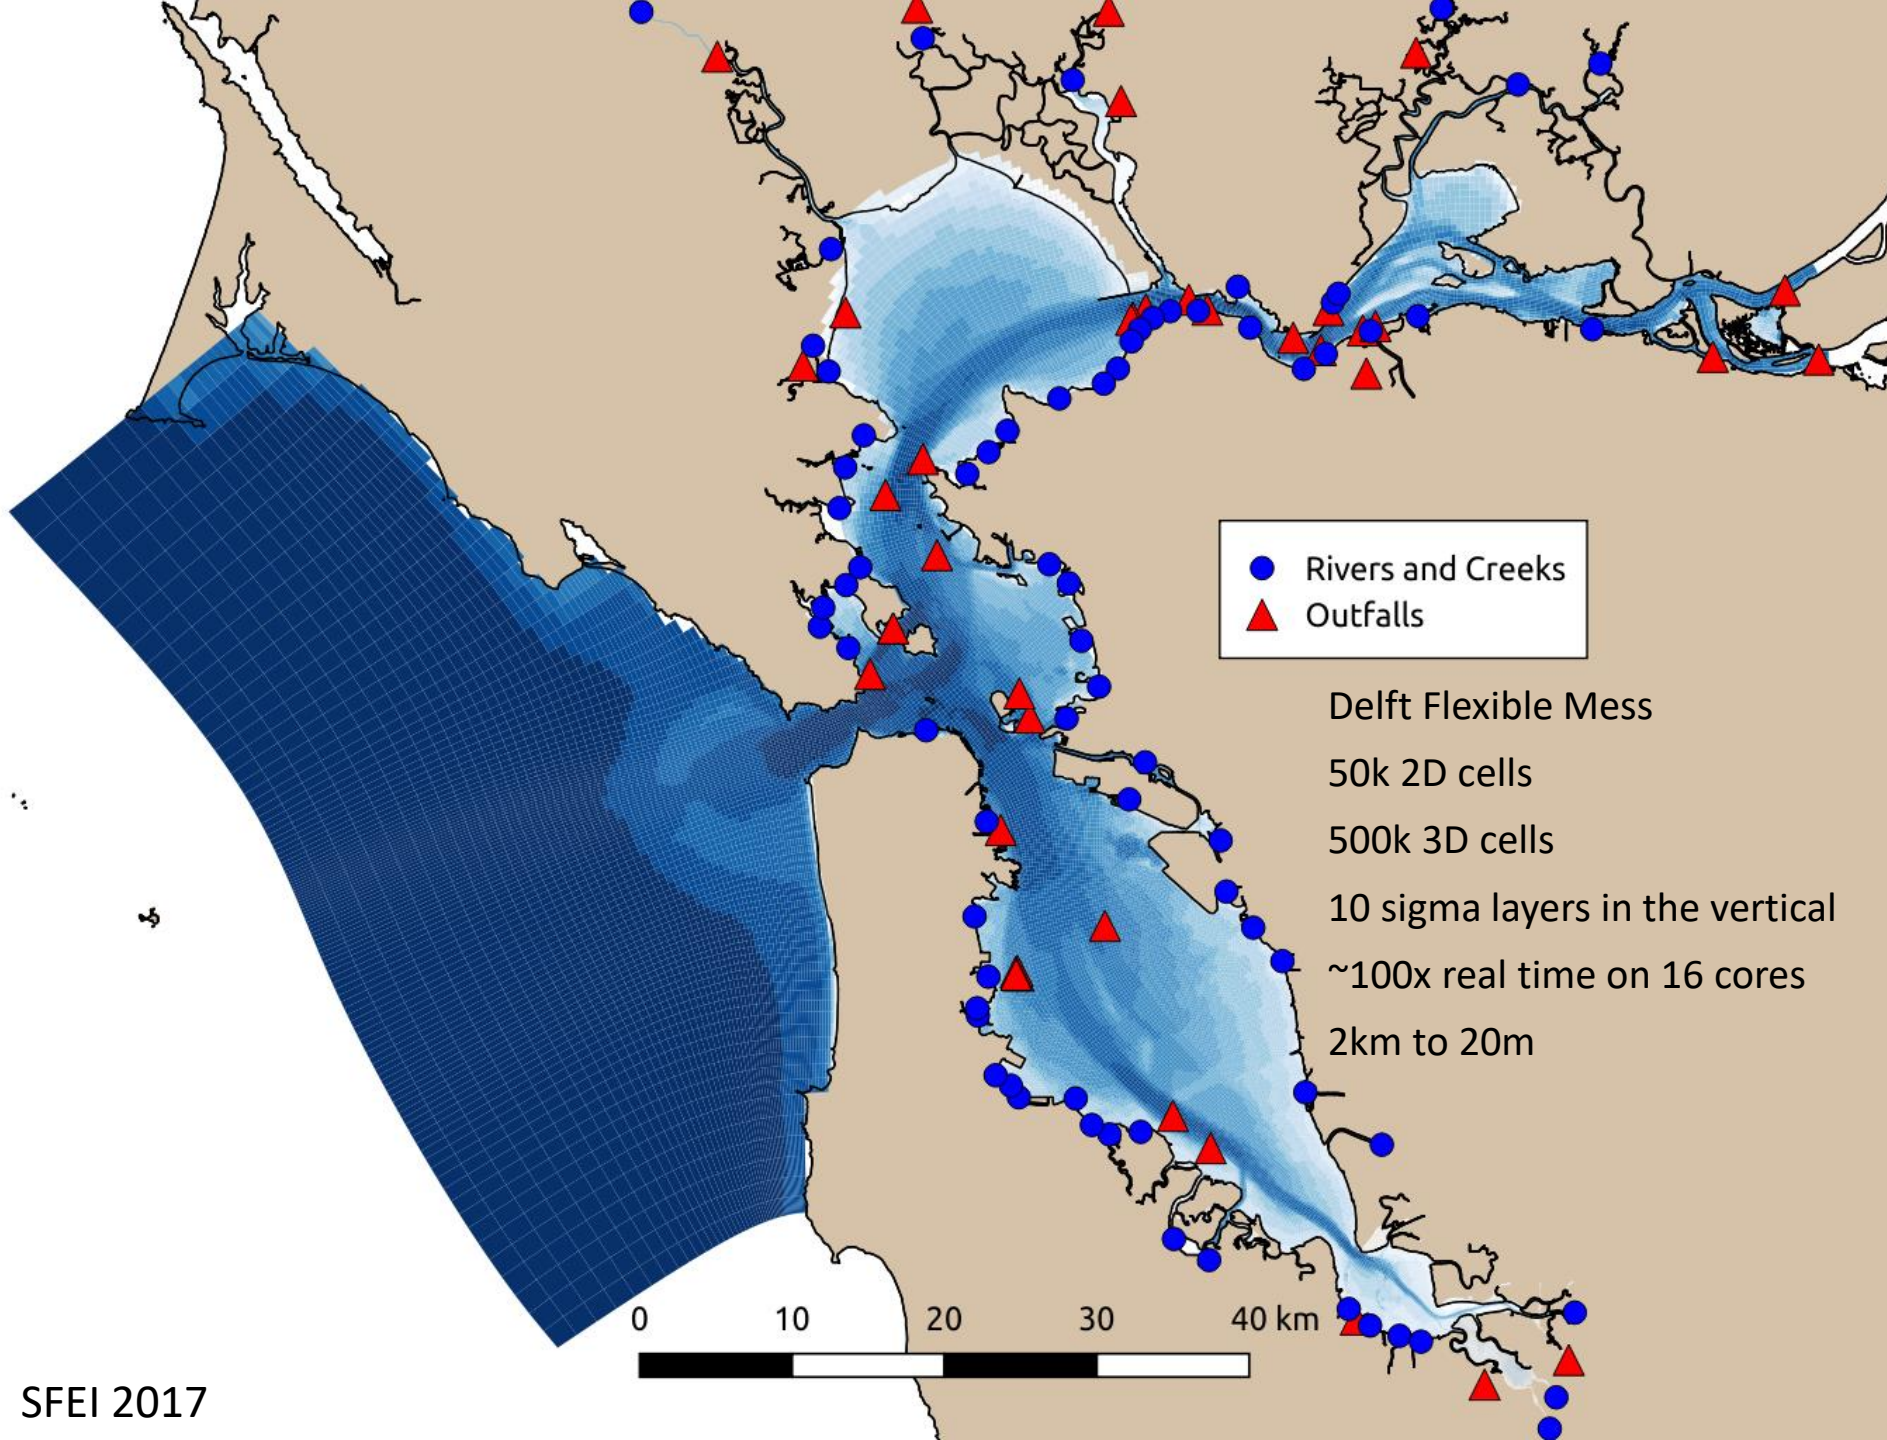 Rivers and Creeks
Outfalls
Delft Flexible Mess
50k 2D cells
500k 3D cells
10 sigma layers in the vertical
~100x real time on 16 cores
2km to 20m
0 10 20 30 40 km
SFEI 2017